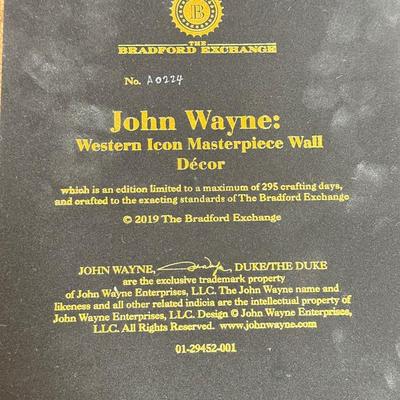 B
THE
BRADFORD EXCHANGE
No. A0224
John Wayne:
Western Icon Masterpiece Wall
Décor
which is an edition limited to a maximum of 295 crafting days,
and crafted to the exacting standards of The Bradford Exchange
© 2019 The Bradford Exchange
JOHN WAYNE, DUKE/THE DUKE
are the exclusive trademark property
of John Wayne Enterprises, LLC. The John Wayne name and
likeness and all other related indicia are the intellectual property of
John Wayne Enterprises, LLC. Design © John Wayne Enterprises,
LLC. All Rights Reserved. www.johnwayne.com
01-29452-001